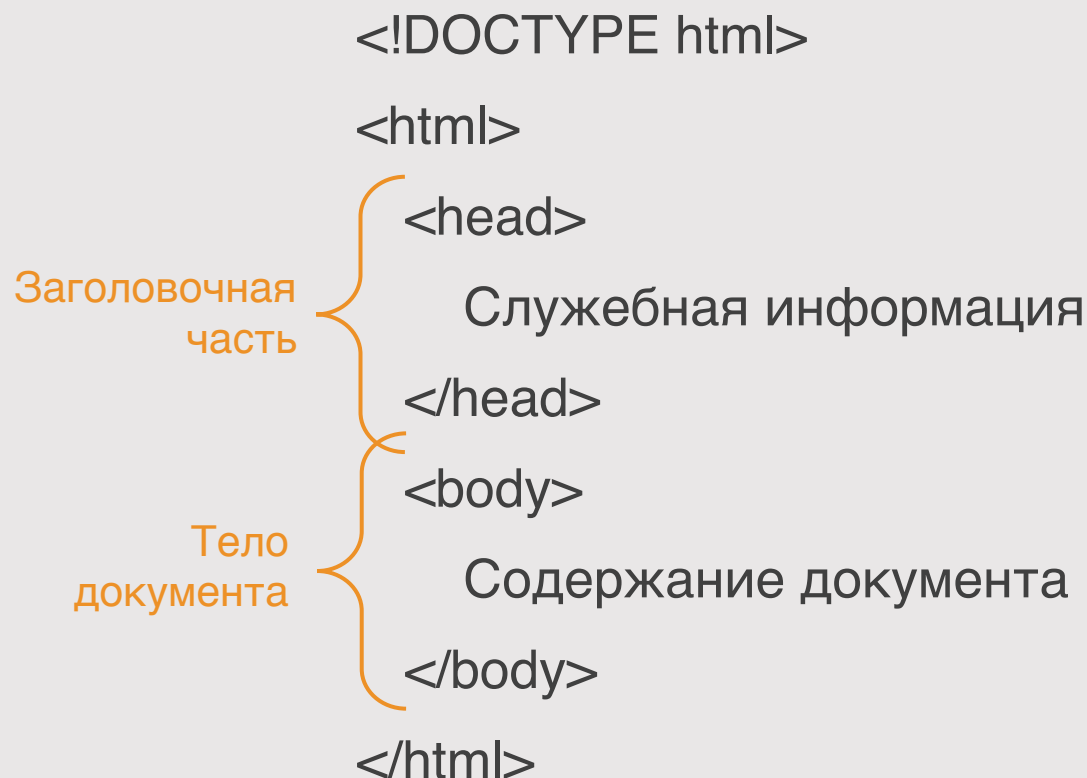 <!DOCTYPE html>
<html>
<head>
Заголовочная
часть
Служебная информация
</head>
<body>
Тело
документа
Содержание документа
</body>
</html>